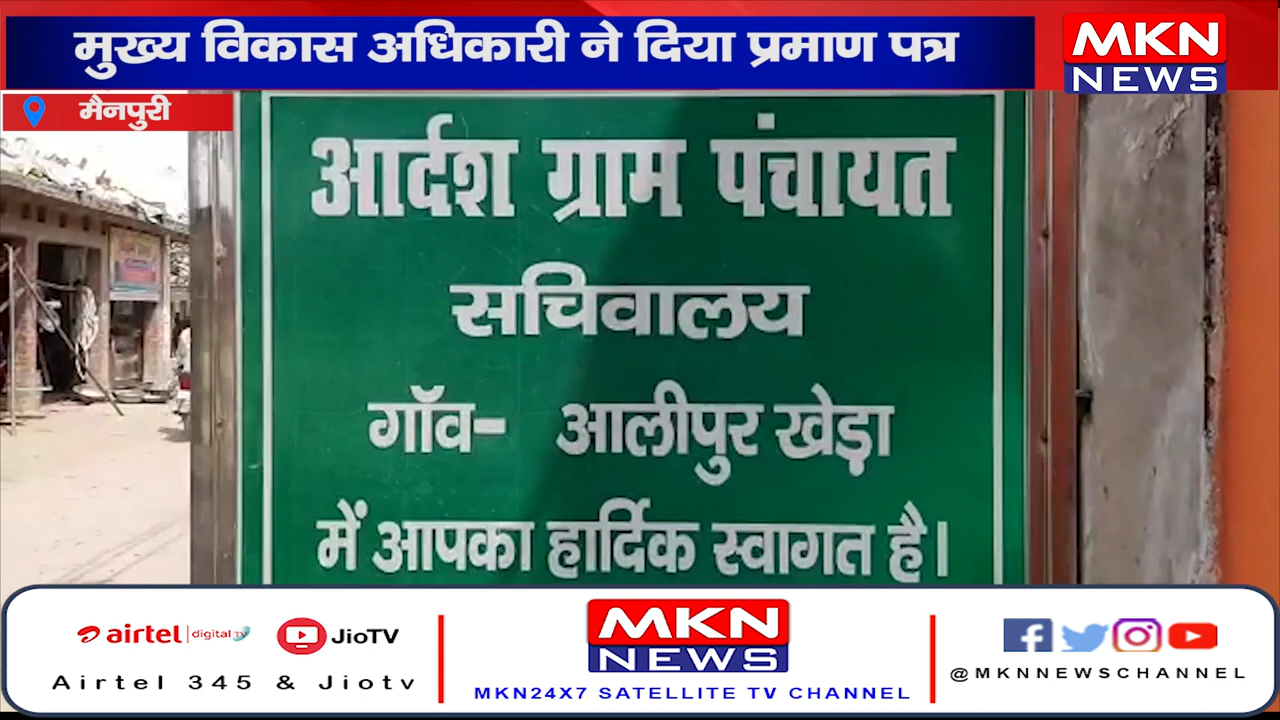 मुख्य विकास अधिकारी ने दिया प्रमाण पत्र
MKN
NEWS
मैनपुरी
आर्दश ग्राम पंचायत
सचिवालय
गॉव- आलीपुर खेड़ा
में आपका हार्दिक स्वागत है।
airtel digital TV
JioTV
Airtel 345 & Jiotv
MKN
NEWS
MKN24X7 SATELLITE TV CHANNEL
@MKNNEWSCHANNEL